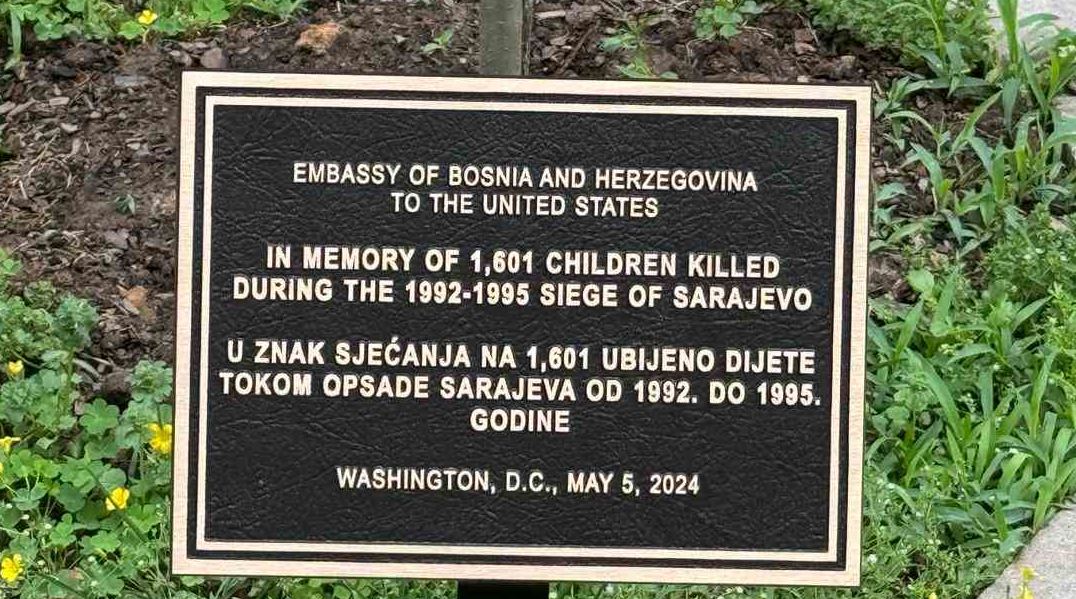 EMBASSY OF BOSNIA AND HERZEGOVINA
TO THE UNITED STATES
IN MEMORY OF 1,601 CHILDREN KILLED
DURING THE 1992-1995 SIEGE OF SARAJEVO
U ZNAK SJEĆANJA NA 1,601 UBIJENO DIJETE
TOKOM OPSADE SARAJEVA OD 1992. DO 1995.
GODINE
WASHINGTON, D.C., MAY 5, 2024